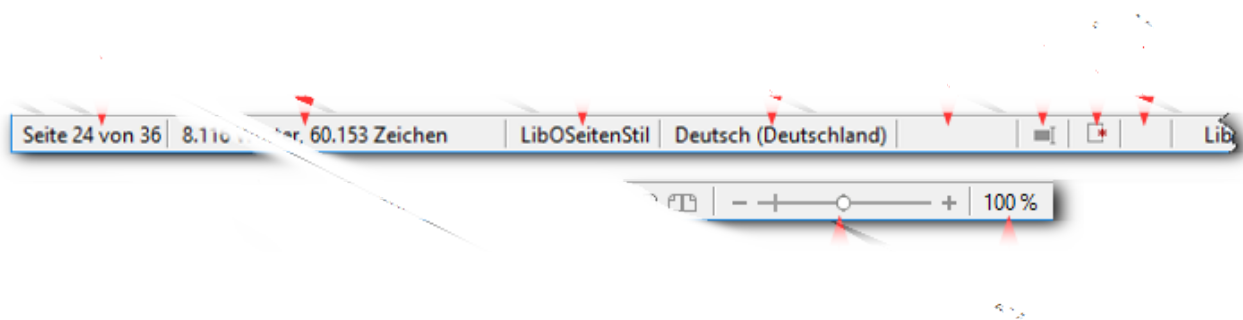 Seite 24 von 36 60.153 Zeichen LibOSeitenStil Deutsch (Deutschland)
100 %